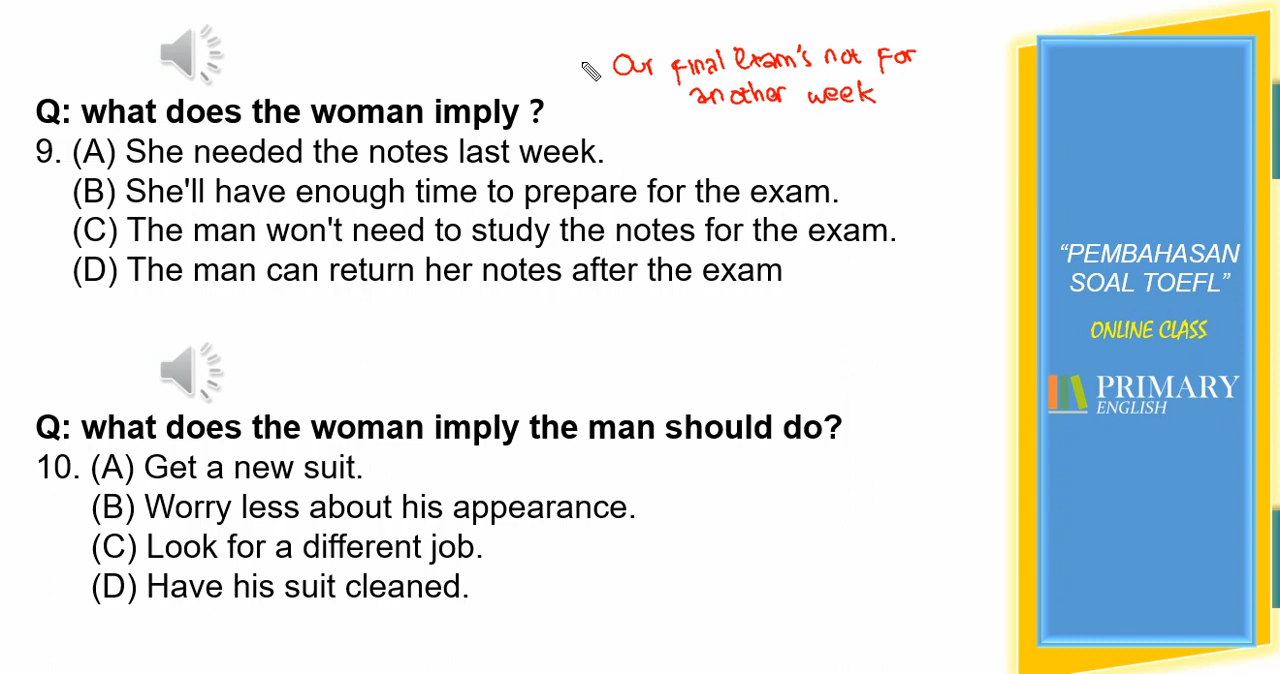 Our final exam's not for
another week
Q: what does the woman imply ?
9. (A) She needed the notes last week.
(B) She'll have enough time to prepare for the exam.
(C) The man won't need to study the notes for the exam.
(D) The man can return her notes after the exam
Q: what does the woman imply the man should do?
10. (A) Get a new suit.
(B) Worry less about his appearance.
(C) Look for a different job.
(D) Have his suit cleaned.
“PEMBAHASAN
SOAL TOEFL”
ONLINE CLASS
PRIMARY
ENGLISH